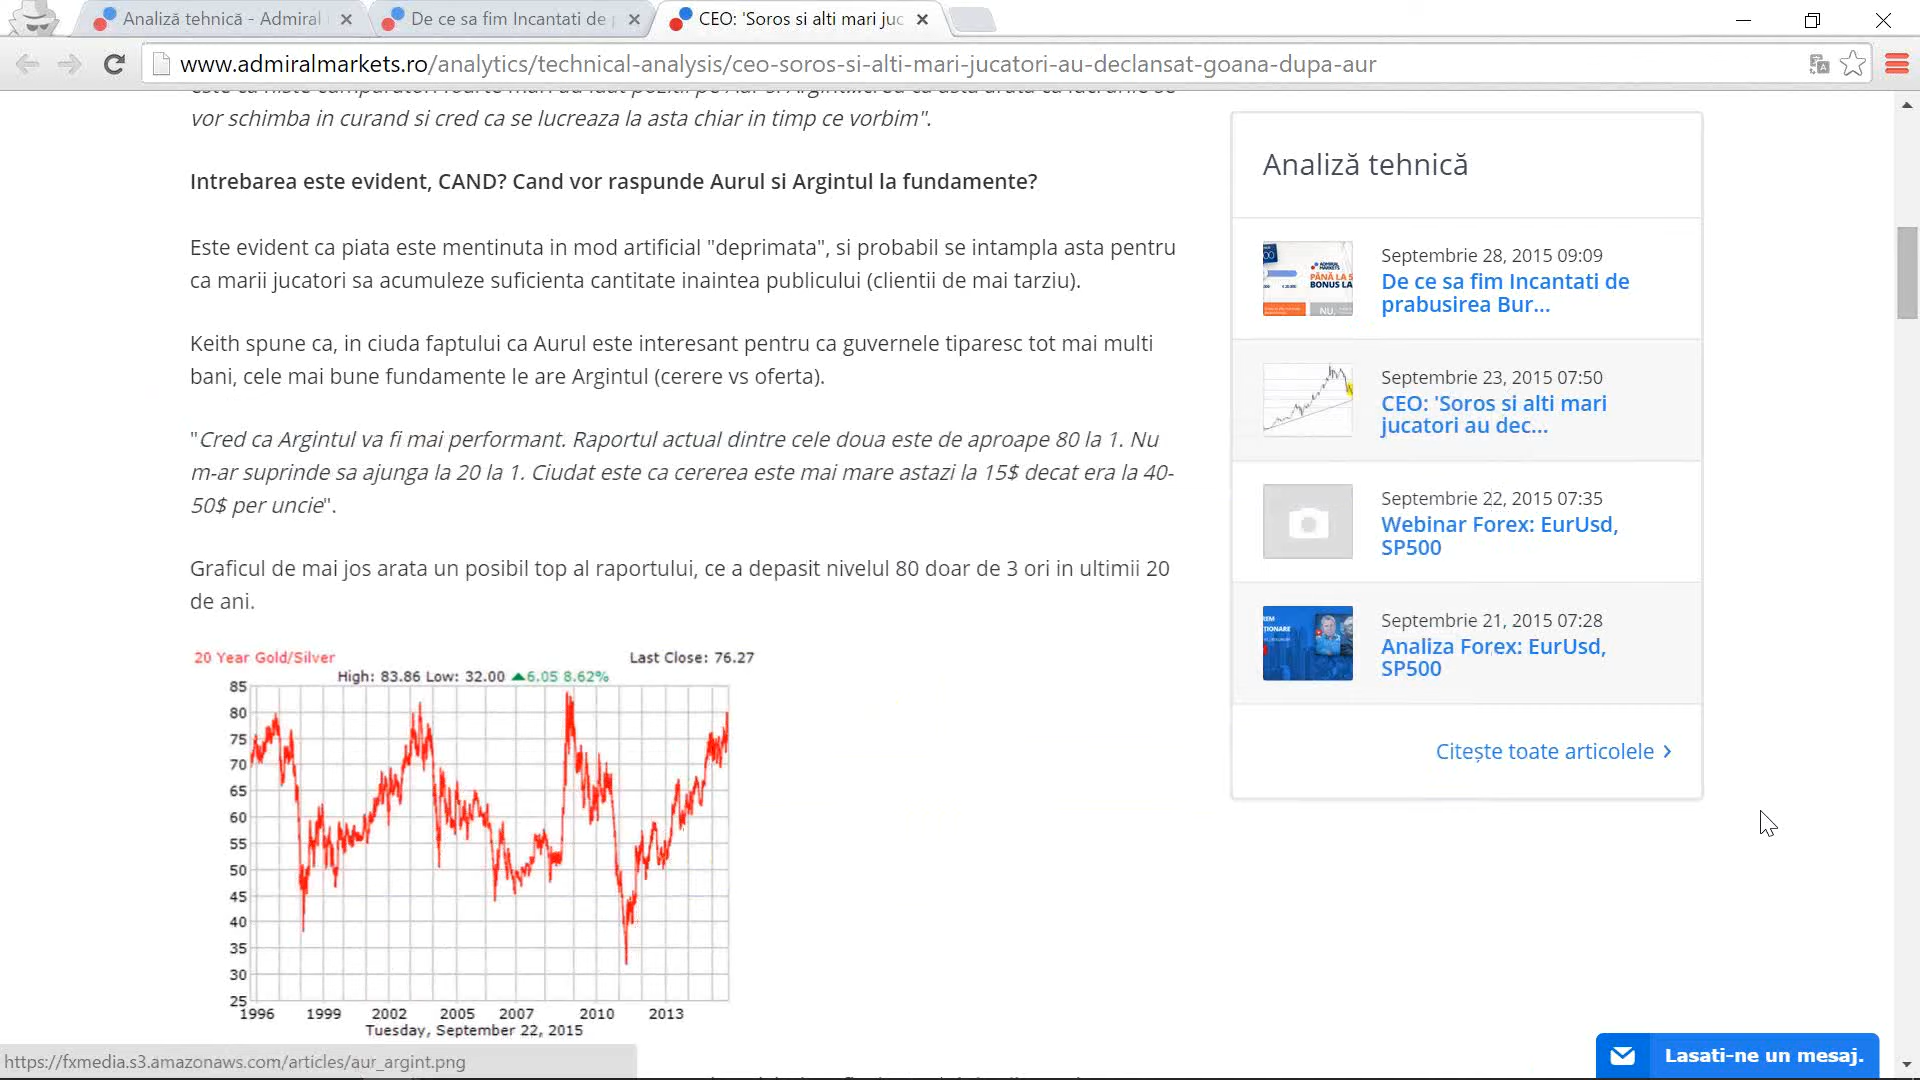 Analiză tehnică - Admiral
De ce sa fim Incantati de
CEO: 'Soros si alti mari juc
www.admiralmarkets.ro/analytics/technical-analysis/ceo-soros-si-alti-mari-jucatori-au-declansat-goana-dupa-aur
vor schimba in curand si cred ca se lucreaza la asta chiar in timp ce vorbim".
Intrebarea este evident, CAND? Cand vor raspunde Aurul si Argintul la fundamente?
Este evident ca piata este mentinuta in mod artificial "deprimata", si probabil se intampla asta pentru
ca marii jucatori sa acumuleze suficienta cantitate inaintea publicului (clientii de mai tarziu).
Keith spune ca, in ciuda faptului ca Aurul este interesant pentru ca guvernele tiparesc tot mai multi
bani, cele mai bune fundamente le are Argintul (cerere vs oferta).
"Cred ca Argintul va fi mai performant. Raportul actual dintre cele doua este de aproape 80 la 1. Nu
m-ar suprinde sa ajunga la 20 la 1. Ciudat este ca cererea este mai mare astazi la 15$ decat era la 40-
50$ per uncie".
Graficul de mai jos arata un posibil top al raportului, ce a depasit nivelul 80 doar de 3 ori in ultimii 20
de ani.
20 Year Gold/Silver
Last Close: 76.27
High: 83.86 Low: 32.00 ▲6.05 8.62%
85
80
75
70
65
60
55
50
45
40
35
30
25
1996 1999 2002 2005 2007 2010 2013
Tuesday, September 22, 2015
Analiză tehnică
Septembrie 28, 2015 09:09
De ce sa fim Incantati de
prabusirea Bur...
ADMIRAL
MARKETS
PÂNĂ LA
BONUS LA
NU,
Septembrie 23, 2015 07:50
CEO: 'Soros si alti mari
jucatori au dec...
Septembrie 22, 2015 07:35
Webinar Forex: EurUsd,
SP500
Septembrie 21, 2015 07:28
Analiza Forex: EurUsd,
SP500
Citește toate articolele
https://fxmedia.s3.amazonaws.com/articles/aur_argint.png
Lasati-ne un mesaj.